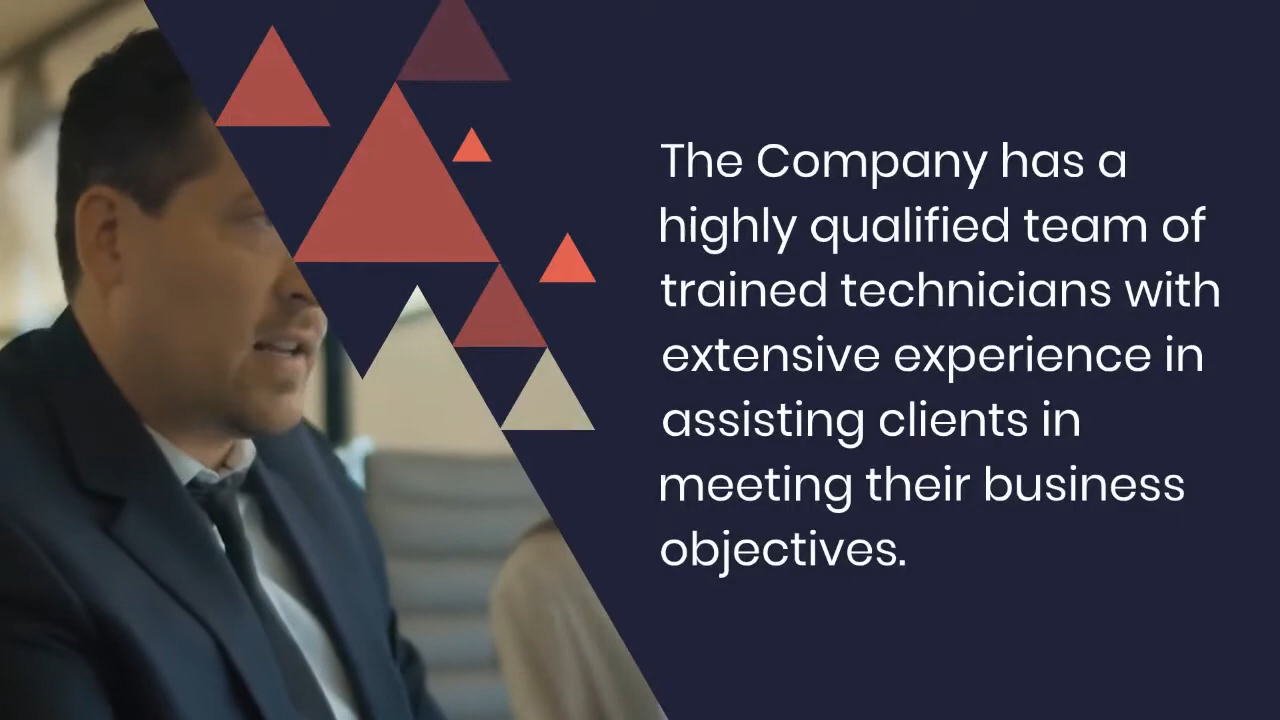 The Company has a
highly qualified team of
trained technicians with
extensive experience in
assisting clients in
meeting their business
objectives.